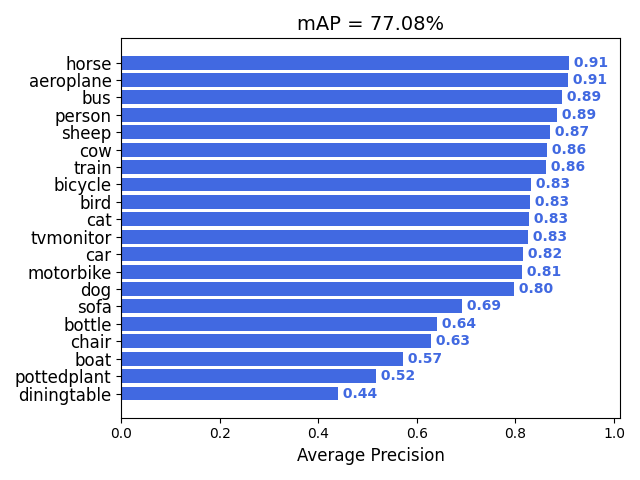 mAP = 77.08%
horse 0.91
aeroplane 0.91
bus 0.89
person 0.89
sheep 0.87
cow 0.86
train 0.86
bicycle 0.83
bird 0.83
cat 0.83
tvmonitor 0.83
car 0.82
motorbike 0.81
dog 0.80
sofa 0.69
bottle 0.64
chair 0.63
boat 0.57
pottedplant 0.52
diningtable 0.44
0.0 0.2 0.4 0.6 0.8 1.0
Average Precision